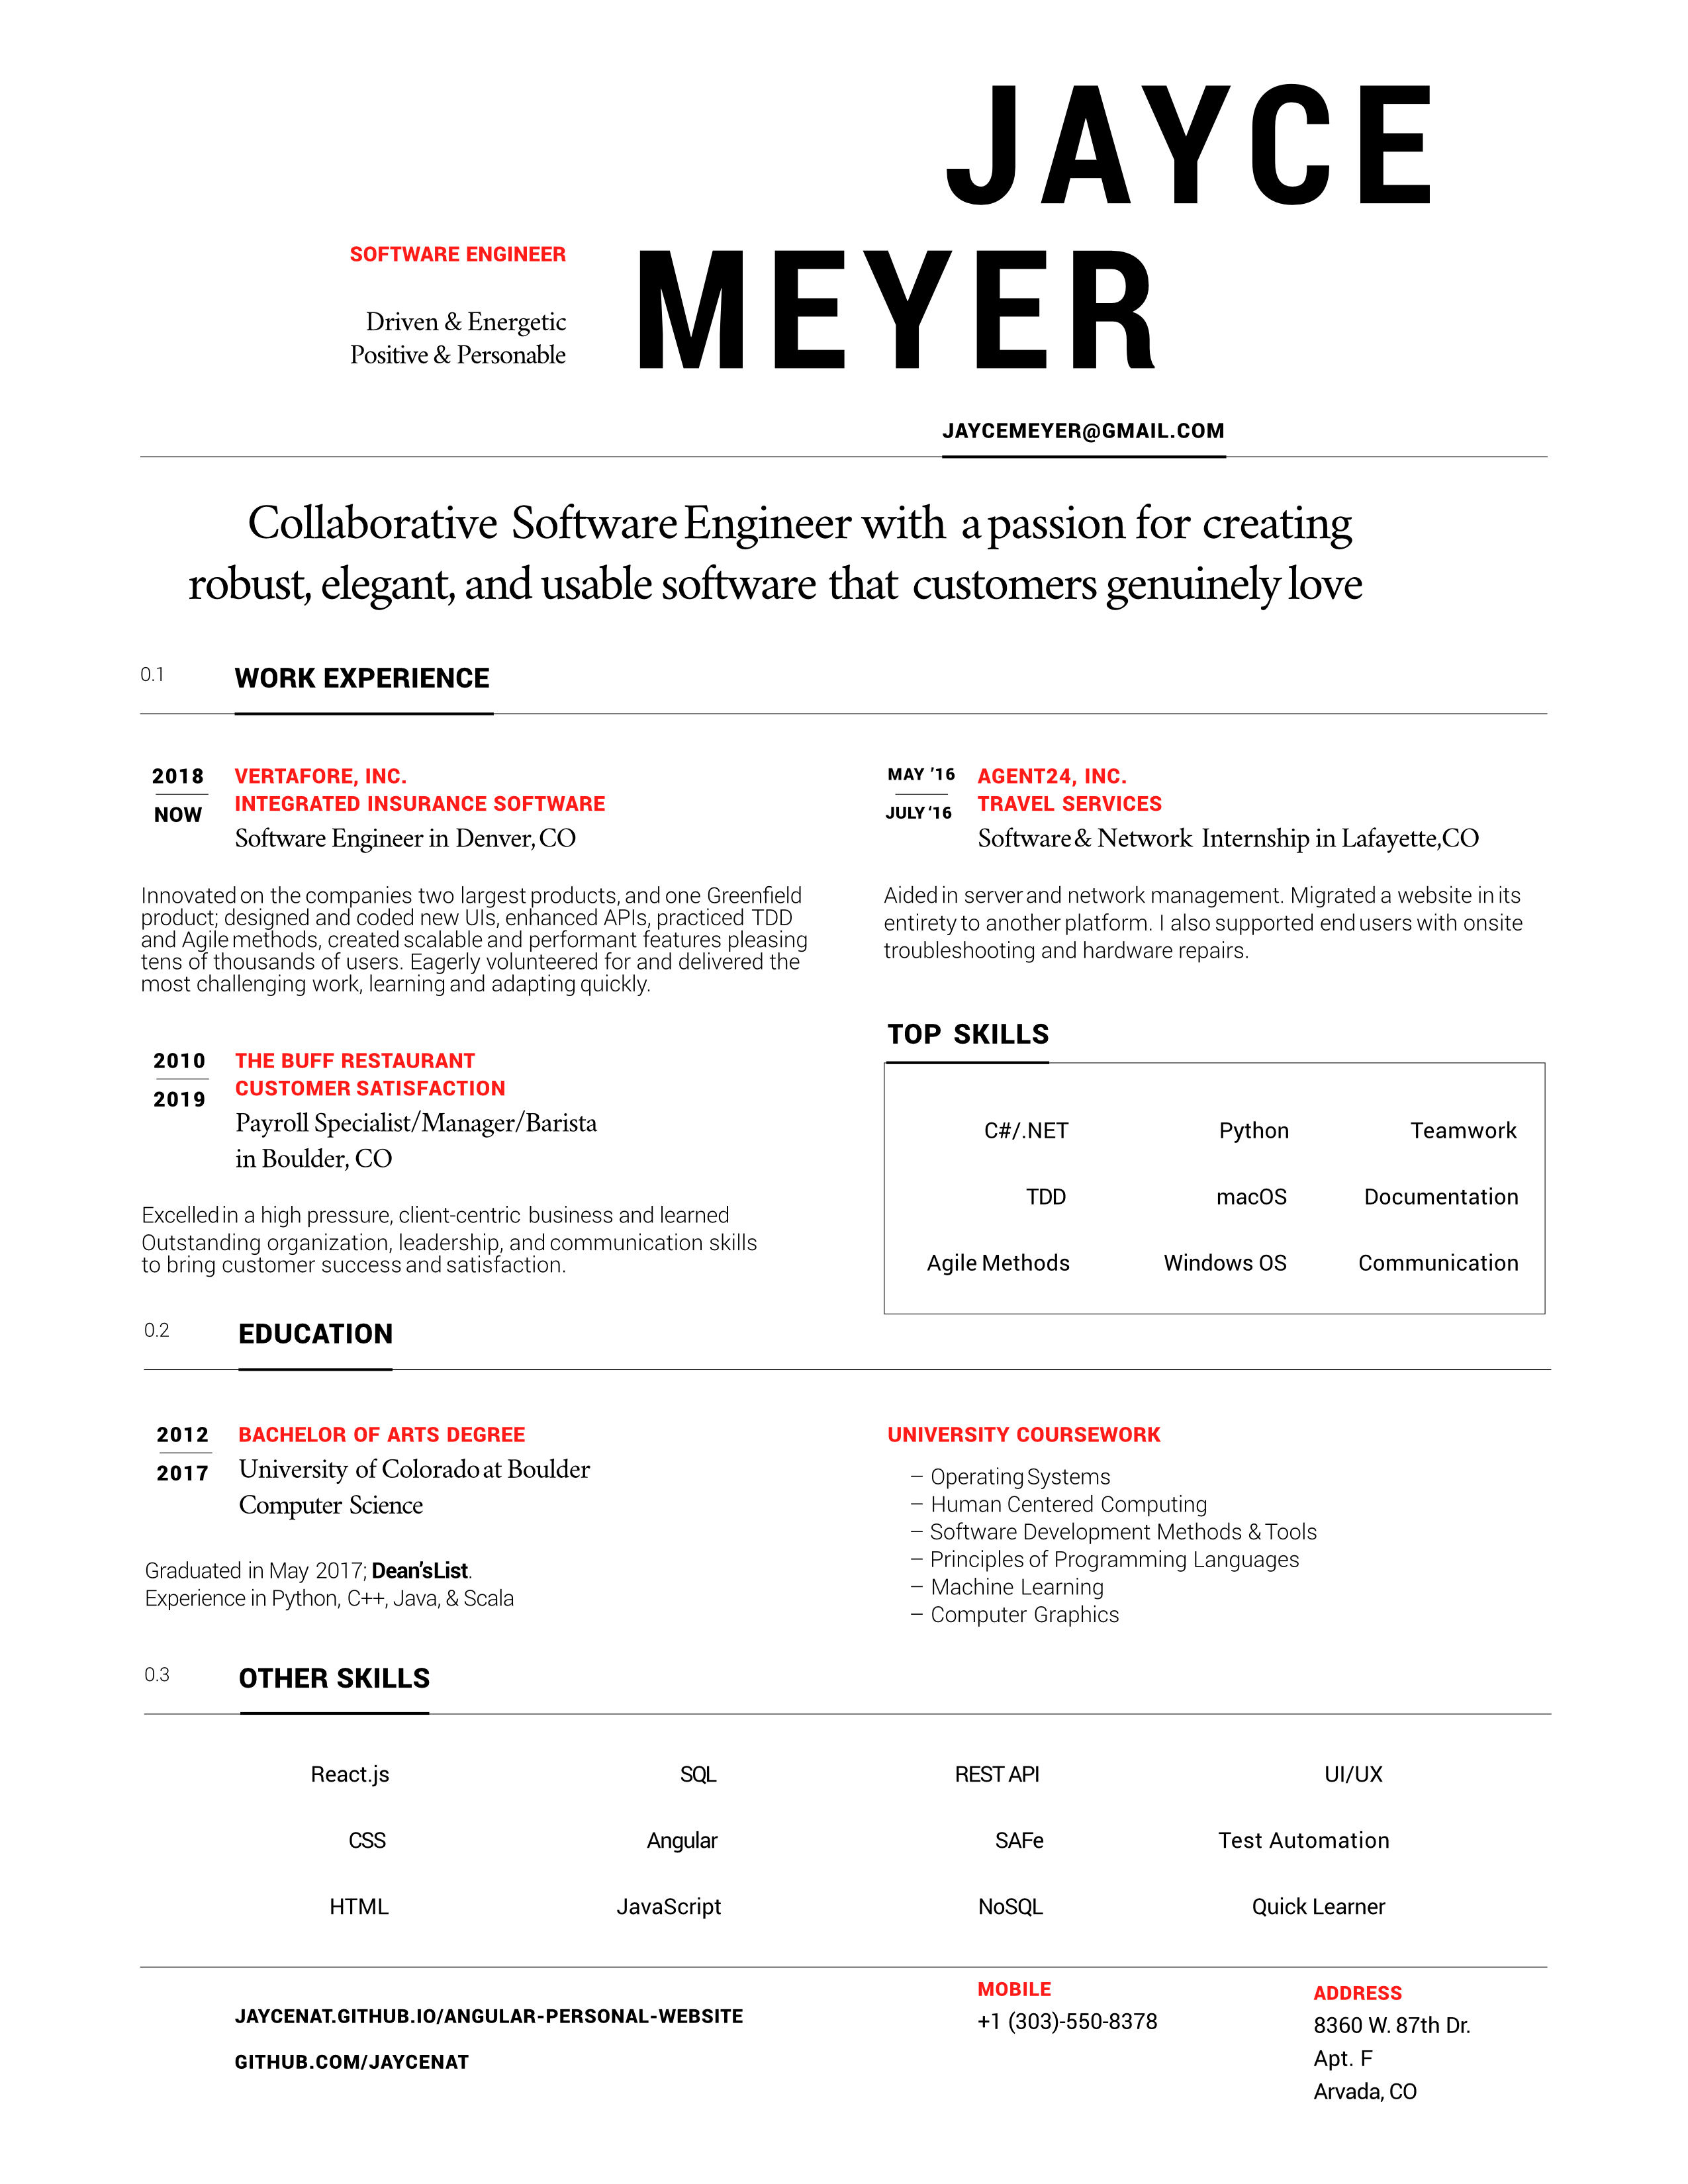 JAYCE
MEYER
SOFTWARE ENGINEER
Driven & Energetic
Positive & Personable
JAYCEMEYER@GMAIL.COM
Collaborative Software Engineer with a passion for creating
robust, elegant, and usable software that customers genuinely love
0.1
WORK EXPERIENCE
2018
NOW
VERTAFORE, INC.
INTEGRATED INSURANCE SOFTWARE
Software Engineer in Denver, CO
Innovated on the companies two largest products, and one Greenfield
product; designed and coded new UIs, enhanced APIs, practiced TDD
and Agile methods, created scalable and performant features pleasing
tens of thousands of users. Eagerly volunteered for and delivered the
most challenging work, learning and adapting quickly.
2010
2019
THE BUFF RESTAURANT
CUSTOMER SATISFACTION
Payroll Specialist/Manager/Barista
in Boulder, CO
Excelled in a high pressure, client-centric business and learned
Outstanding organization, leadership, and communication skills
to bring customer success and satisfaction.
MAY ’16
JULY ‘16
AGENT24, INC.
TRAVEL SERVICES
Software & Network Internship in Lafayette,CO
Aided in server and network management. Migrated a website in its
entirety to another platform. I also supported end users with onsite
troubleshooting and hardware repairs.
TOP SKILLS
C#/.NET Python Teamwork
TDD macOS Documentation
Agile Methods Windows OS Communication
0.2
EDUCATION
2012
2017
BACHELOR OF ARTS DEGREE
University of Colorado at Boulder
Computer Science
Graduated in May 2017; Dean’s List.
Experience in Python, C++, Java, & Scala
UNIVERSITY COURSEWORK
– Operating Systems
– Human Centered Computing
– Software Development Methods & Tools
– Principles of Programming Languages
– Machine Learning
– Computer Graphics
0.3
OTHER SKILLS
React.js SQL REST API UI/UX
CSS Angular SAFe Test Automation
HTML JavaScript NoSQL Quick Learner
JAYCENAT.GITHUB.IO/ANGULAR-PERSONAL-WEBSITE
GITHUB.COM/JAYCENAT
MOBILE
+1 (303)-550-8378
ADDRESS
8360 W. 87th Dr.
Apt. F
Arvada, CO